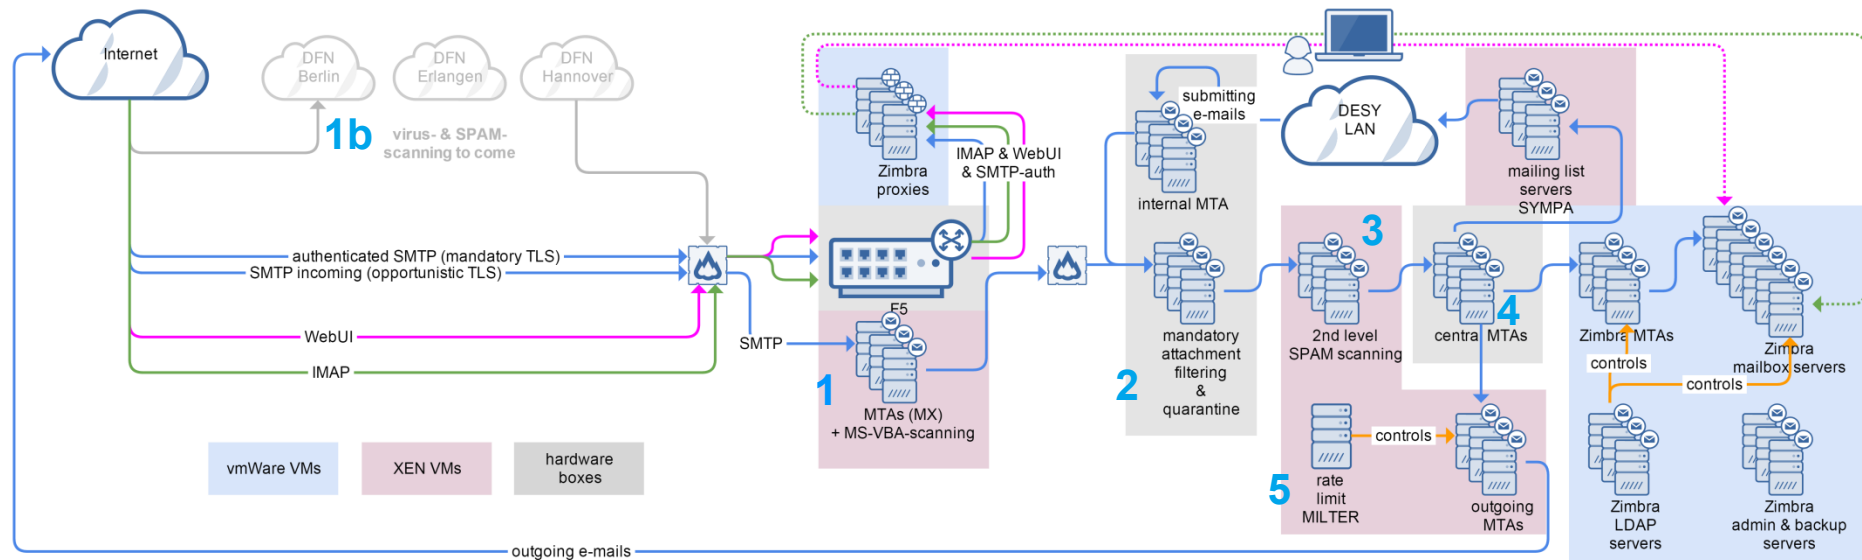 Internet
DFN
Berlin
DFN
Erlangen
DFN
Hannover
1b
virus- & SPAM-
scanning to come
authenticated SMTP (mandatory TLS)
SMTP incoming (opportunistic TLS)
WebUI
IMAP
SMTP
Zimbra
proxies
IMAP & WebUI
& SMTP-auth
F5
1
MTAs (MX)
+ MS-VBA-scanning
submitting
e-mails
internal MTA
DESY
LAN
2
mandatory
attachment
filtering
&
quarantine
3
2nd level
SPAM scanning
mailing list
servers
SYMPA
4
central MTAs
Zimbra MTAs
Zimbra
mailbox servers
controls
controls
controls
5
rate
limit
MILTER
outgoing
MTAs
Zimbra
LDAP
servers
Zimbra
admin & backup
servers
vmWare VMs
XEN VMs
hardware
boxes
outgoing e-mails